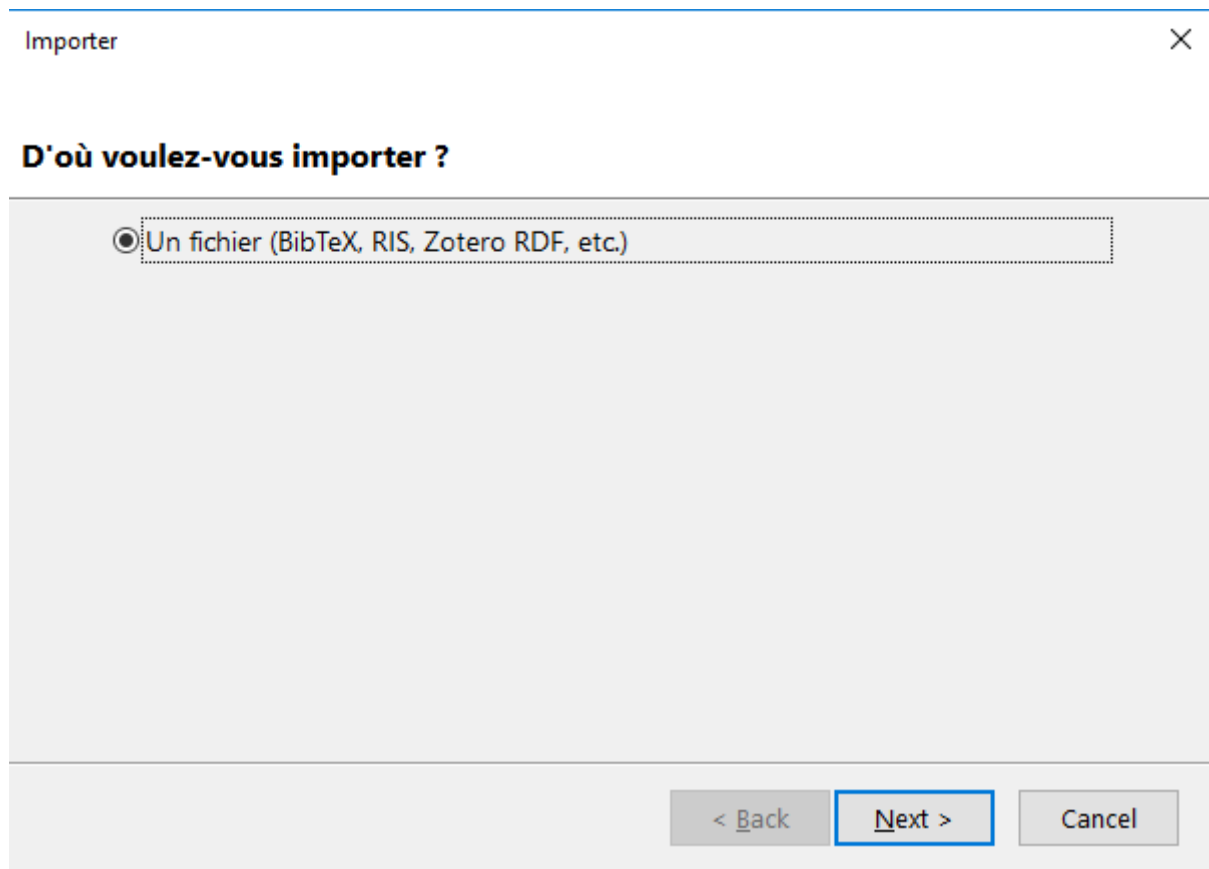 Importer
D'où voulez-vous importer ?
Un fichier (BibTeX, RIS, Zotero RDF, etc.)
< Back Next > Cancel